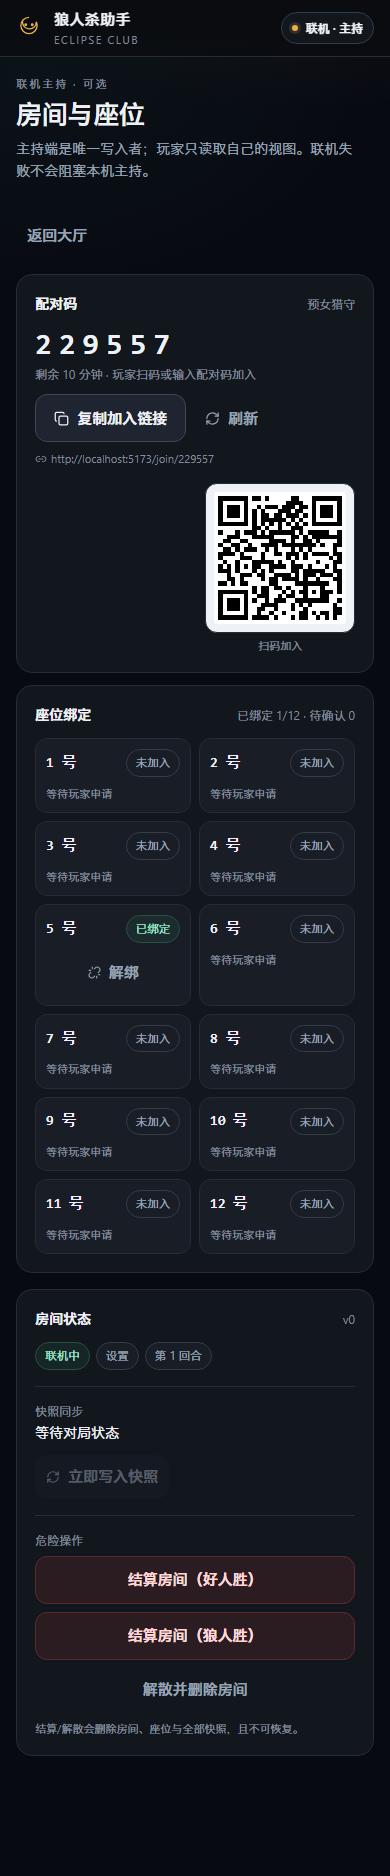 狼人杀助手
ECLIPSE CLUB
联机 · 主持
联机主持 · 可选
房间与座位
主持端是唯一写入者；玩家只读取自己的视图。联机失
败不会阻塞本机主持。
返回大厅
配对码
预女猎守
229557
剩余 10 分钟 · 玩家扫码或输入配对码加入
复制加入链接
刷新
http://localhost:5173/join/229557
扫码加入
座位绑定
已绑定 1/12 · 待确认 0
1 号
未加入
等待玩家申请
2 号
未加入
等待玩家申请
3 号
未加入
等待玩家申请
4 号
未加入
等待玩家申请
5 号
已绑定
解绑
6 号
未加入
等待玩家申请
7 号
未加入
等待玩家申请
8 号
未加入
等待玩家申请
9 号
未加入
等待玩家申请
10 号
未加入
等待玩家申请
11 号
未加入
等待玩家申请
12 号
未加入
等待玩家申请
房间状态
v0
联机中
设置
第 1 回合
快照同步
等待对局状态
立即写入快照
危险操作
结算房间（好人胜）
结算房间（狼人胜）
解散并删除房间
结算/解散会删除房间、座位与全部快照，且不可恢复。